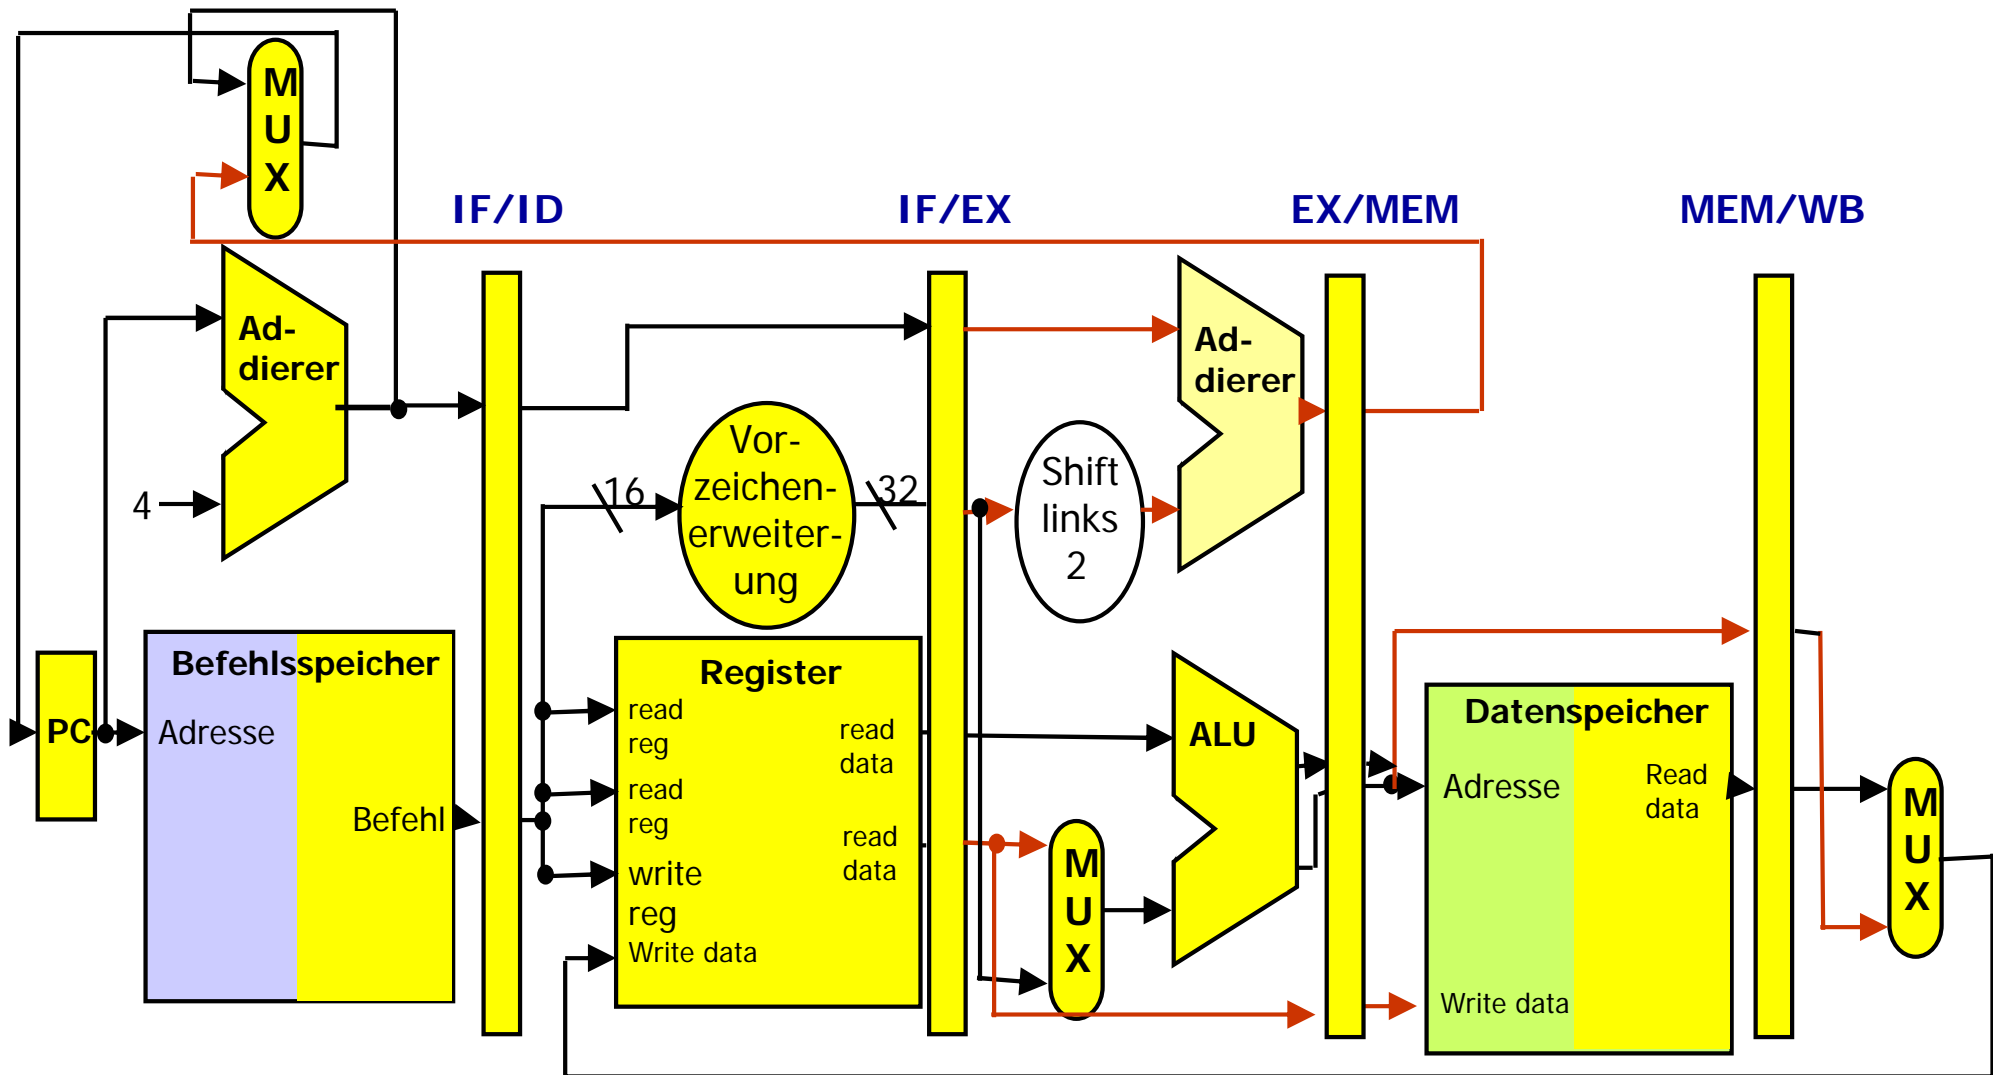 M
U
X
IF/ID
IF/EX
EX/MEM
MEM/WB
Ad-
dierer
4
16
Vor-
zeichen-
erweiter-
ung
32
Shift
links
2
Ad-
dierer
PC
Befehlsspeicher
Adresse
Befehl
Register
read
reg
read
reg
write
reg
Write data
read
data
read
data
M
U
X
ALU
Datenspeicher
Adresse
Read
data
Write data
M
U
X